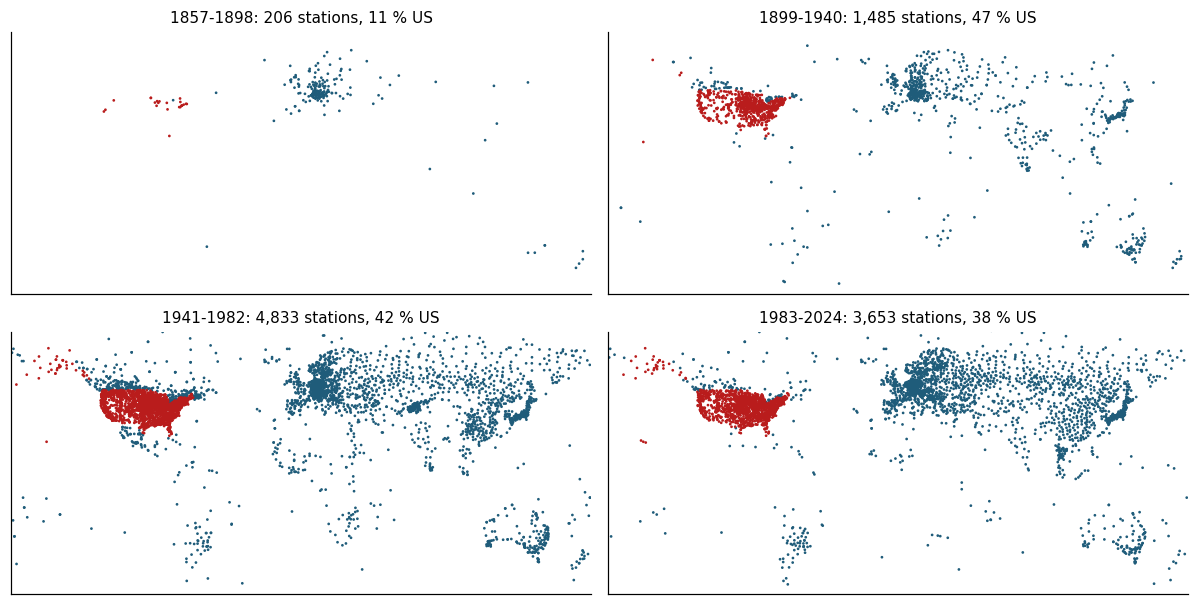 1857-1898: 206 stations, 11 % US
1899-1940: 1,485 stations, 47 % US
1941-1982: 4,833 stations, 42 % US
1983-2024: 3,653 stations, 38 % US